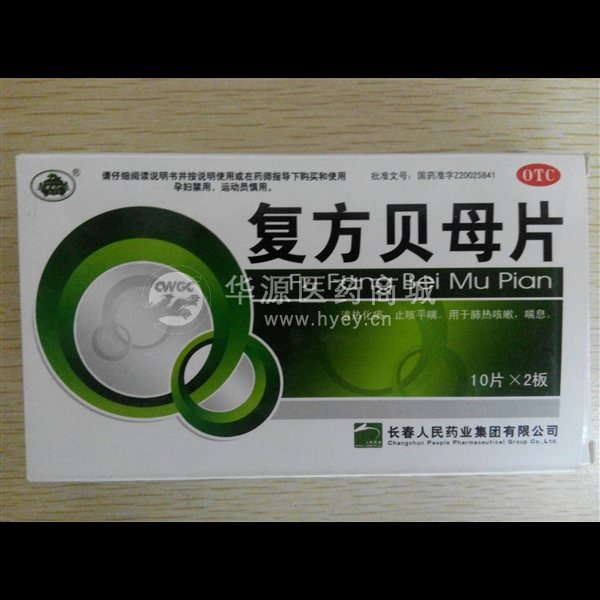 请仔细阅读说明书并按说明使用或在药师指导下购买和使用
孕妇禁用,运动员慎用。
批准文号:国药准字Z20025841
OTC
®
复方贝母片
Fu Fang Bei Mu Pian
CWGC
华源医药商城
www.hyey.cn
清热化痰,止咳平喘。用于肺热咳嗽,喘息。
10片×2板
长春人民药业集团有限公司
Changchun People Pharmaceutical Group Co.,Ltd.